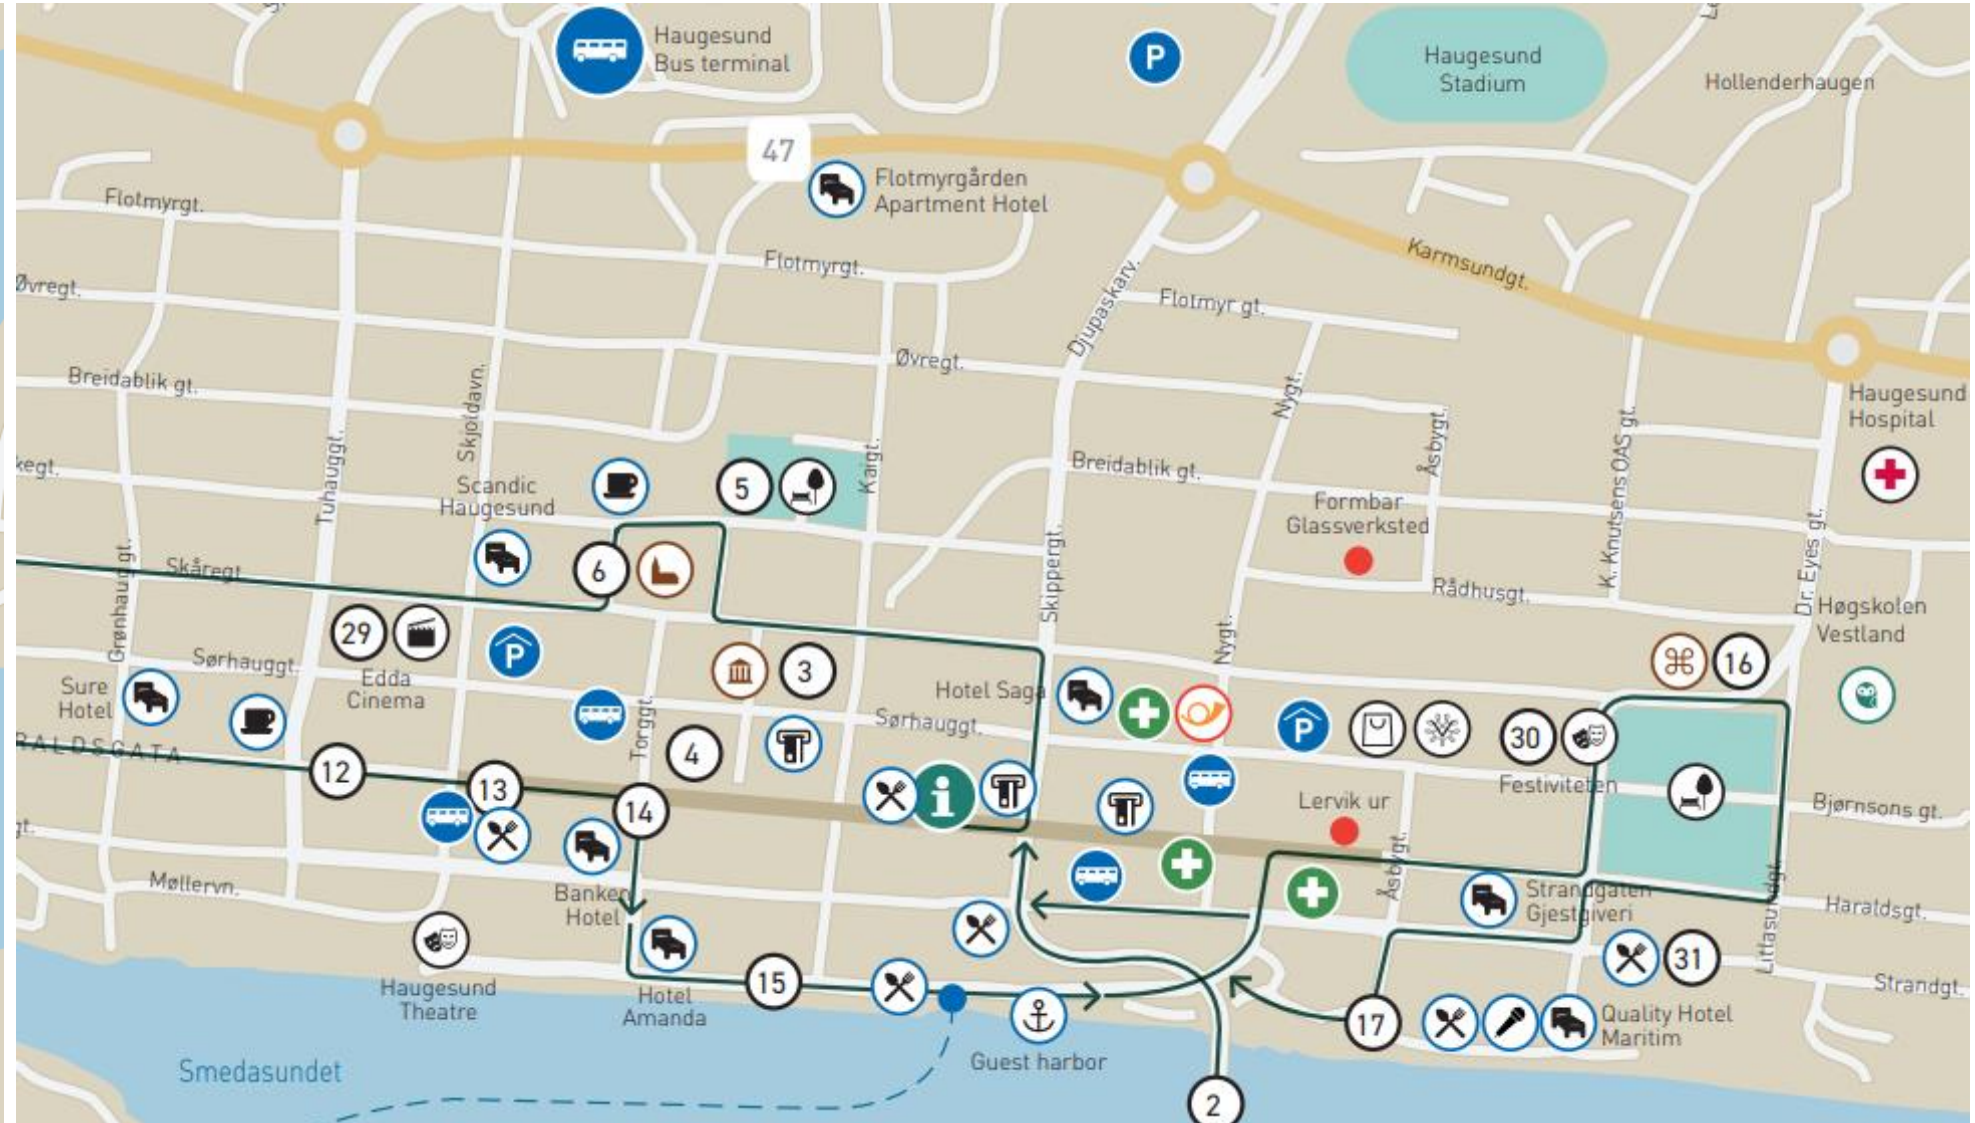 Haugesund
Bus terminal
P
Haugesund
Stadium
Hollenderhaugen
47
Flotmyrgården
Apartment Hotel
Flotmyrgt.
Flotmyrgt.
Karmsundgt.
Øvregt.
Djupaskarv.
Flotmyr gt.
Øvregt.
Breidablik gt.
Skjoldavn.
Nygt.
Haugesund
Hospital
Tuhauggt.
Kaigt.
Åsbygt.
K. Knutsens OAS gt.
kegt.
Scandic
Haugesund
5
Breidablik gt.
Formbar
Glassverksted
Dr. Eyes gt.
Grønhauggt.
Skåregt
6
Skippergt.
Rådhusgt.
Høgskolen
Vestland
29
Edda
Cinema
P
Nygt.
Sørhauggt.
3
Hotel Saga
16
Sure
Hotel
Torggt.
4
Sørhauggt.
P
30
Festiviteten
RALDSGATA
12
13
14
i
Lervik ur
Bjørnsons gt.
gt.
Møllervn.
Banken
Hotel
Åsbygt.
Strandgaten
Gjestgiveri
Litlasundgt.
Haraldsgt.
31
Haugesund
Theatre
Hotel
Amanda
15
Guest harbor
17
Quality Hotel
Maritim
Strandgt.
Smedasundet
2